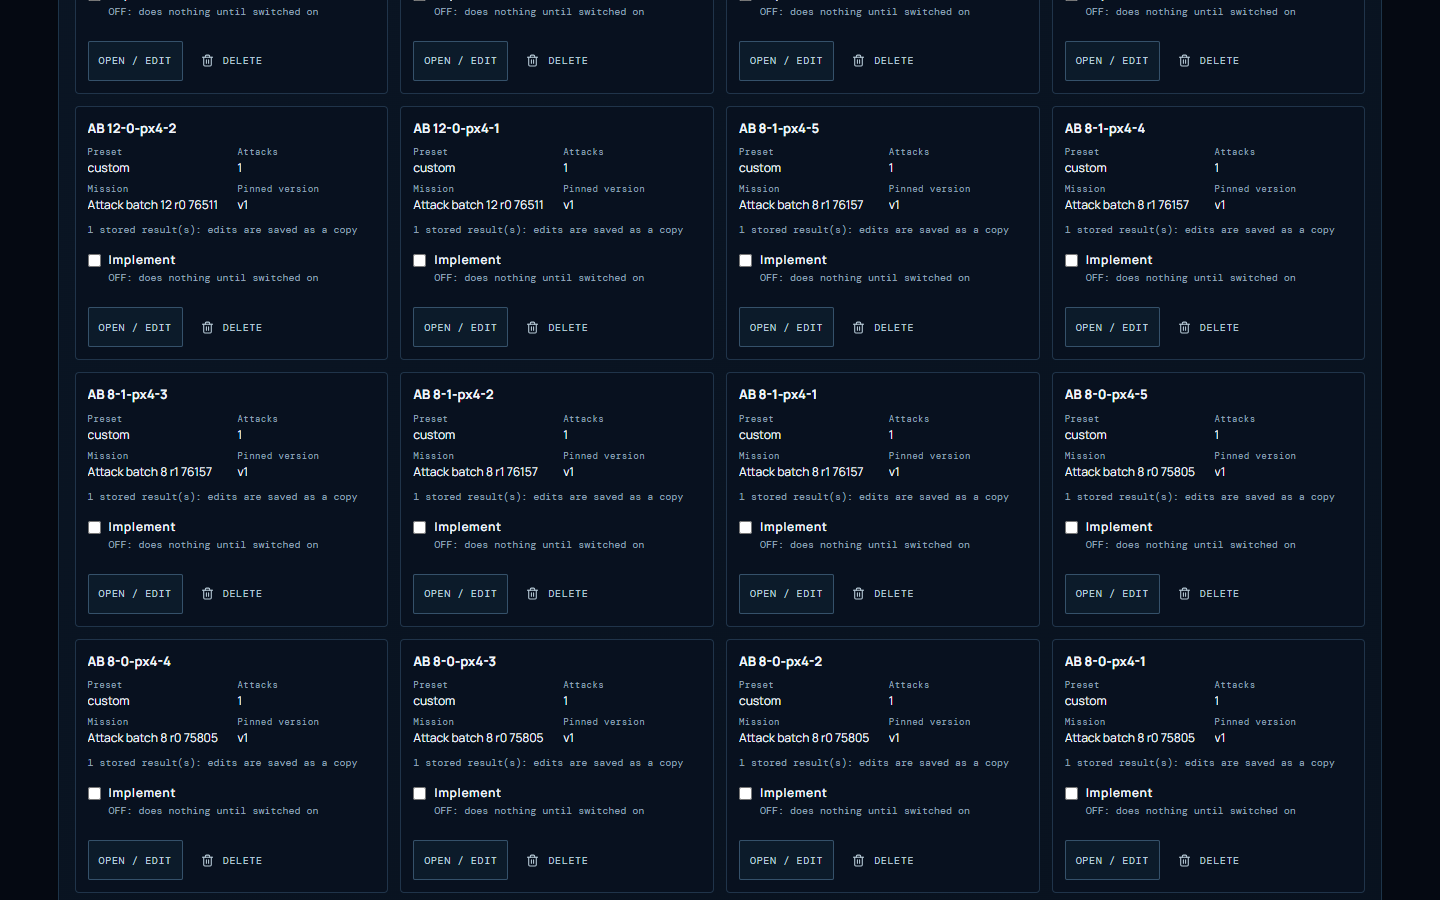 OFF: does nothing until switched on
OFF: does nothing until switched on
OFF: does nothing until switched on
OFF: does nothing until switched on
OPEN / EDIT DELETE
OPEN / EDIT DELETE
OPEN / EDIT DELETE
OPEN / EDIT DELETE
AB 12-0-px4-2
Preset Attacks
custom 1
Mission Pinned version
Attack batch 12 r0 76511 v1
1 stored result(s): edits are saved as a copy
Implement
OFF: does nothing until switched on
OPEN / EDIT DELETE
AB 12-0-px4-1
Preset Attacks
custom 1
Mission Pinned version
Attack batch 12 r0 76511 v1
1 stored result(s): edits are saved as a copy
Implement
OFF: does nothing until switched on
OPEN / EDIT DELETE
AB 8-1-px4-5
Preset Attacks
custom 1
Mission Pinned version
Attack batch 8 r1 76157 v1
1 stored result(s): edits are saved as a copy
Implement
OFF: does nothing until switched on
OPEN / EDIT DELETE
AB 8-1-px4-4
Preset Attacks
custom 1
Mission Pinned version
Attack batch 8 r1 76157 v1
1 stored result(s): edits are saved as a copy
Implement
OFF: does nothing until switched on
OPEN / EDIT DELETE
AB 8-1-px4-3
Preset Attacks
custom 1
Mission Pinned version
Attack batch 8 r1 76157 v1
1 stored result(s): edits are saved as a copy
Implement
OFF: does nothing until switched on
OPEN / EDIT DELETE
AB 8-1-px4-2
Preset Attacks
custom 1
Mission Pinned version
Attack batch 8 r1 76157 v1
1 stored result(s): edits are saved as a copy
Implement
OFF: does nothing until switched on
OPEN / EDIT DELETE
AB 8-1-px4-1
Preset Attacks
custom 1
Mission Pinned version
Attack batch 8 r1 76157 v1
1 stored result(s): edits are saved as a copy
Implement
OFF: does nothing until switched on
OPEN / EDIT DELETE
AB 8-0-px4-5
Preset Attacks
custom 1
Mission Pinned version
Attack batch 8 r0 75805 v1
1 stored result(s): edits are saved as a copy
Implement
OFF: does nothing until switched on
OPEN / EDIT DELETE
AB 8-0-px4-4
Preset Attacks
custom 1
Mission Pinned version
Attack batch 8 r0 75805 v1
1 stored result(s): edits are saved as a copy
Implement
OFF: does nothing until switched on
OPEN / EDIT DELETE
AB 8-0-px4-3
Preset Attacks
custom 1
Mission Pinned version
Attack batch 8 r0 75805 v1
1 stored result(s): edits are saved as a copy
Implement
OFF: does nothing until switched on
OPEN / EDIT DELETE
AB 8-0-px4-2
Preset Attacks
custom 1
Mission Pinned version
Attack batch 8 r0 75805 v1
1 stored result(s): edits are saved as a copy
Implement
OFF: does nothing until switched on
OPEN / EDIT DELETE
AB 8-0-px4-1
Preset Attacks
custom 1
Mission Pinned version
Attack batch 8 r0 75805 v1
1 stored result(s): edits are saved as a copy
Implement
OFF: does nothing until switched on
OPEN / EDIT DELETE